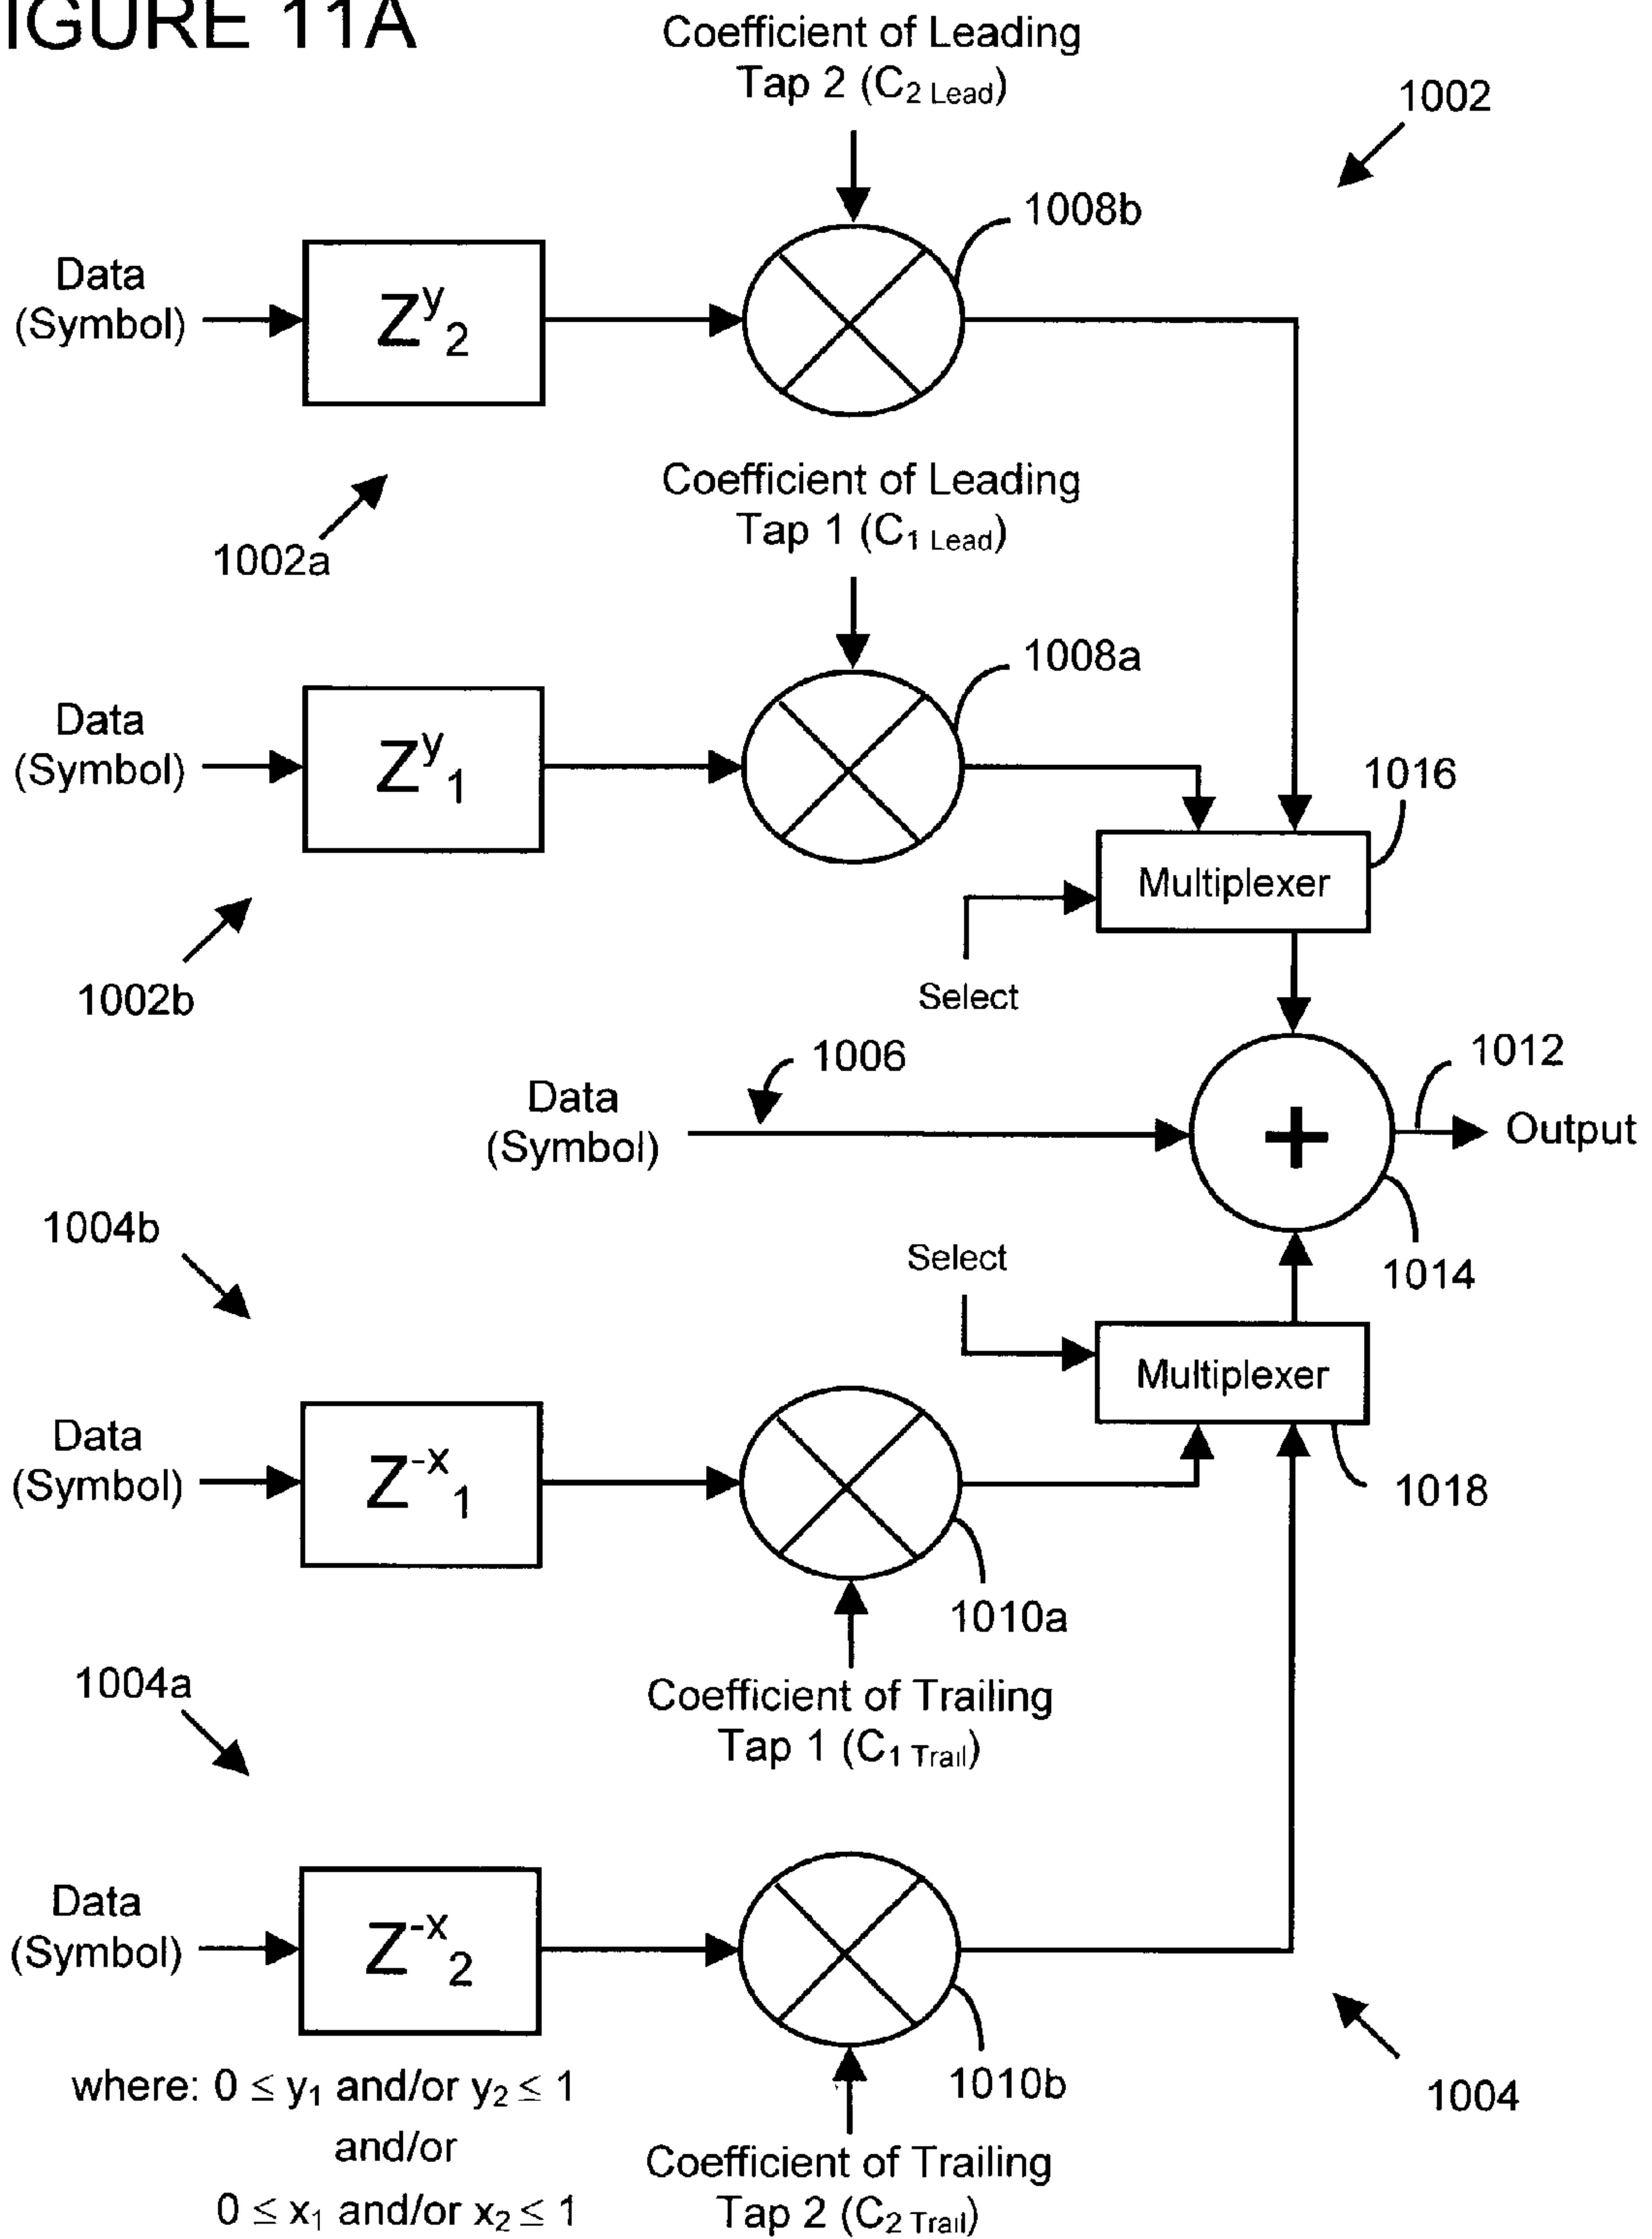 IGURE 11A
Coefficient of Leading
Tap 2 (C2 Lead)
1002
1008b
Data
(Symbol)
Zy2
1002a
Coefficient of Leading
Tap 1 (C1 Lead)
1008a
Data
(Symbol)
Zy1
1016
Multiplexer
1002b
Select
1006
1012
Data
(Symbol)
+
Output
1004b
Select
1014
Multiplexer
Data
(Symbol)
Z-x1
1018
1010a
1004a
Coefficient of Trailing
Tap 1 (C1 Trail)
Data
(Symbol)
Z-x2
1010b
1004
where: 0 ≤ y1 and/or y2 ≤ 1
and/or
0 ≤ x1 and/or x2 ≤ 1
Coefficient of Trailing
Tap 2 (C2 Trail)